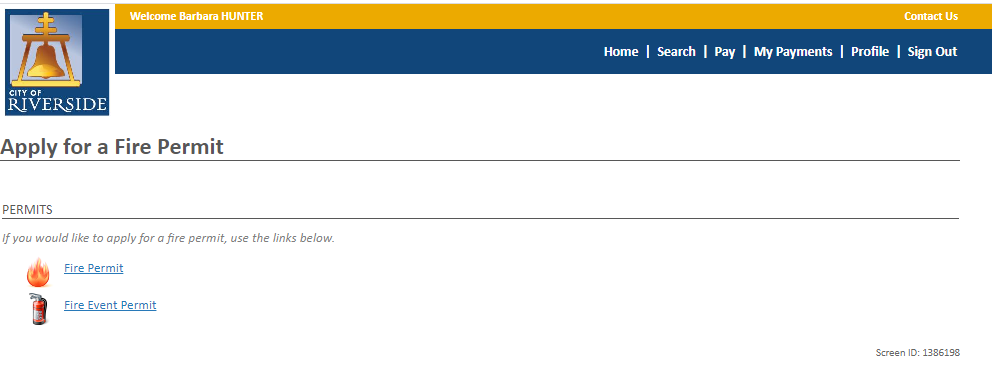 Welcome Barbara HUNTER
Contact Us
Home | Search | Pay | My Payments | Profile | Sign Out
CITY OF
RIVERSIDE
Apply for a Fire Permit
PERMITS
If you would like to apply for a fire permit, use the links below.
Fire Permit
Fire Event Permit
Screen ID: 1386198